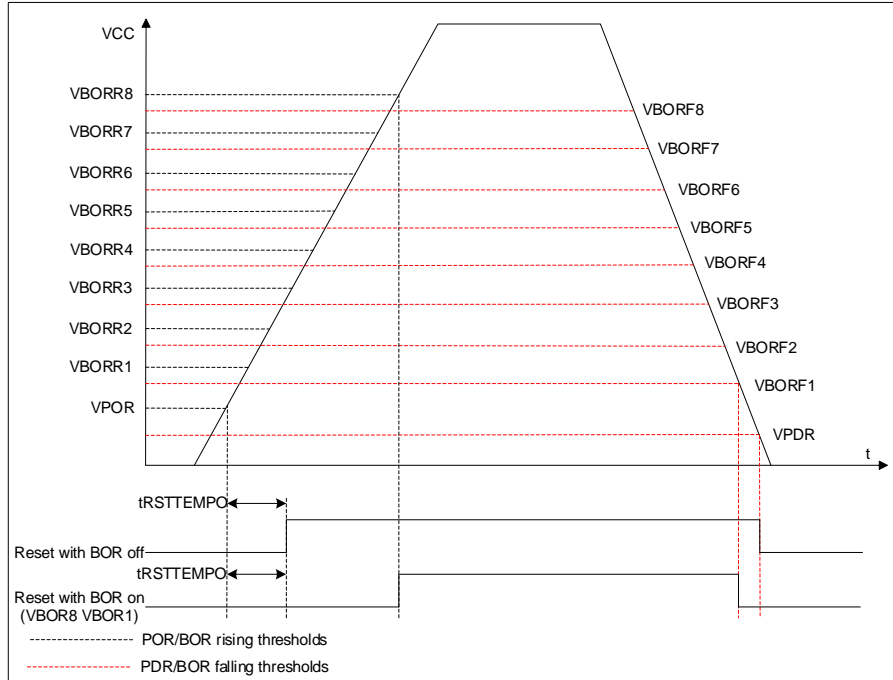 VCC
VBORR8
VBORF8
VBORR7
VBORF7
VBORR6
VBORF6
VBORR5
VBORF5
VBORR4
VBORF4
VBORR3
VBORF3
VBORR2
VBORF2
VBORR1
VBORF1
VPOR
VPDR
t
tRSTTEMPO
Reset with BOR off
tRSTTEMPO
Reset with BOR on
(VBOR8 VBOR1)
POR/BOR rising thresholds
PDR/BOR falling thresholds